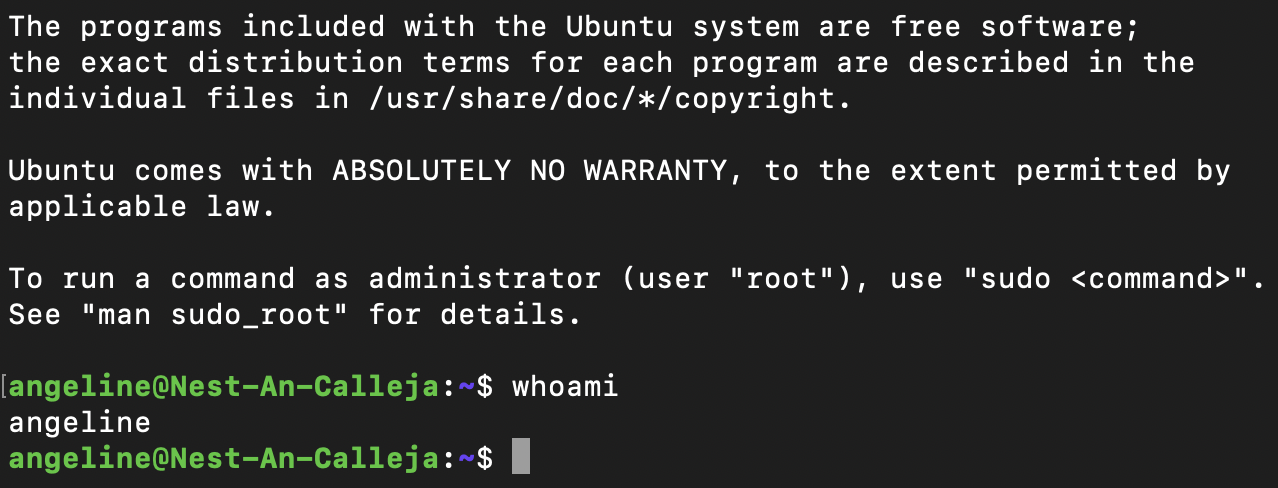 The programs included with the Ubuntu system are free software;
the exact distribution terms for each program are described in the
individual files in /usr/share/doc/*/copyright.
Ubuntu comes with ABSOLUTELY NO WARRANTY, to the extent permitted by
applicable law.
To run a command as administrator (user "root"), use "sudo <command>".
See "man sudo_root" for details.
[angeline@Nest-An-Calleja:~$ whoami
angeline
angeline@Nest-An-Calleja:~$